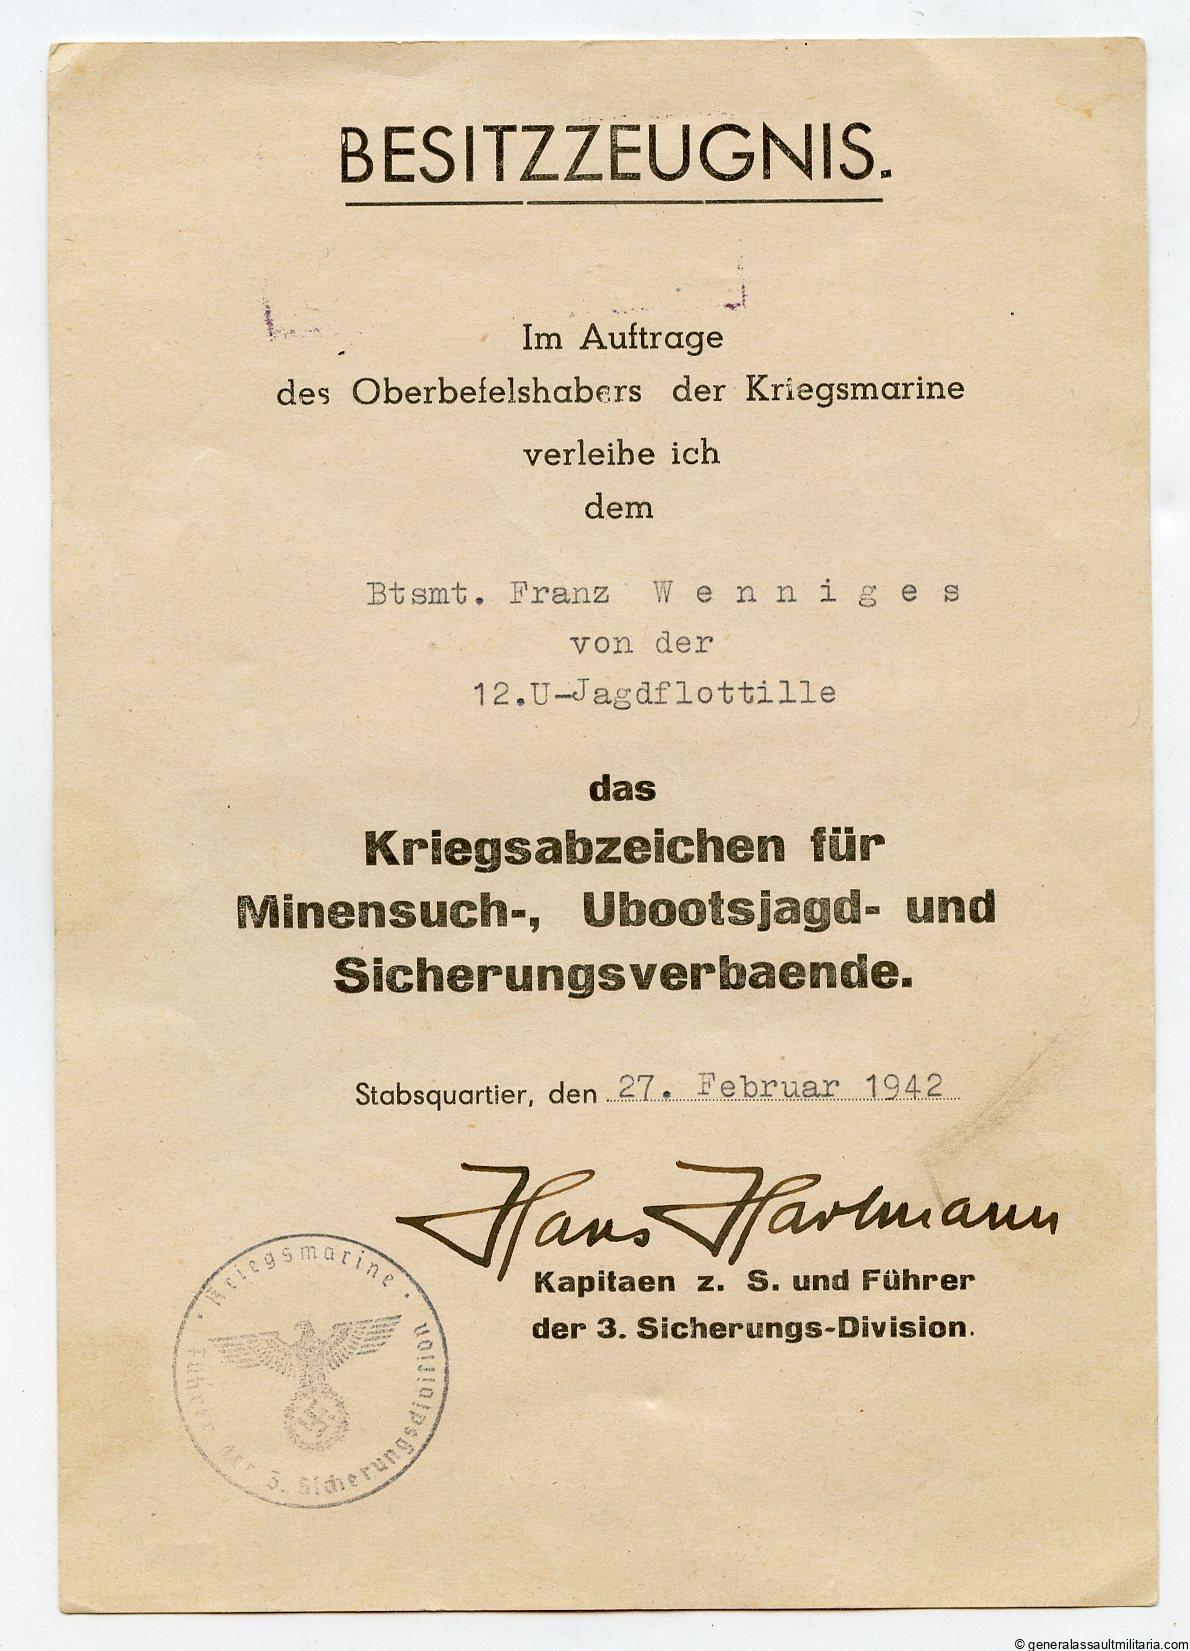 BESITZZEUGNIS.
Im Auftrage
des Oberbefelshabers der Kriegsmarine
verleihe ich
dem
Btsmt. Franz W e n n i g e s
von der
12.U-Jagdflottille
das
Kriegsabzeichen für
Minensuch-, Ubootsjagd- und
Sicherungsverbaende.
Stabsquartier, den 27. Februar 1942
Hans Hartmann
Kapitaen z. S. und Führer
der 3. Sicherungs-Division.
· Kriegsmarine ·
Führer der 3. Sicherungsdivision
© generalassaultmilitaria.com